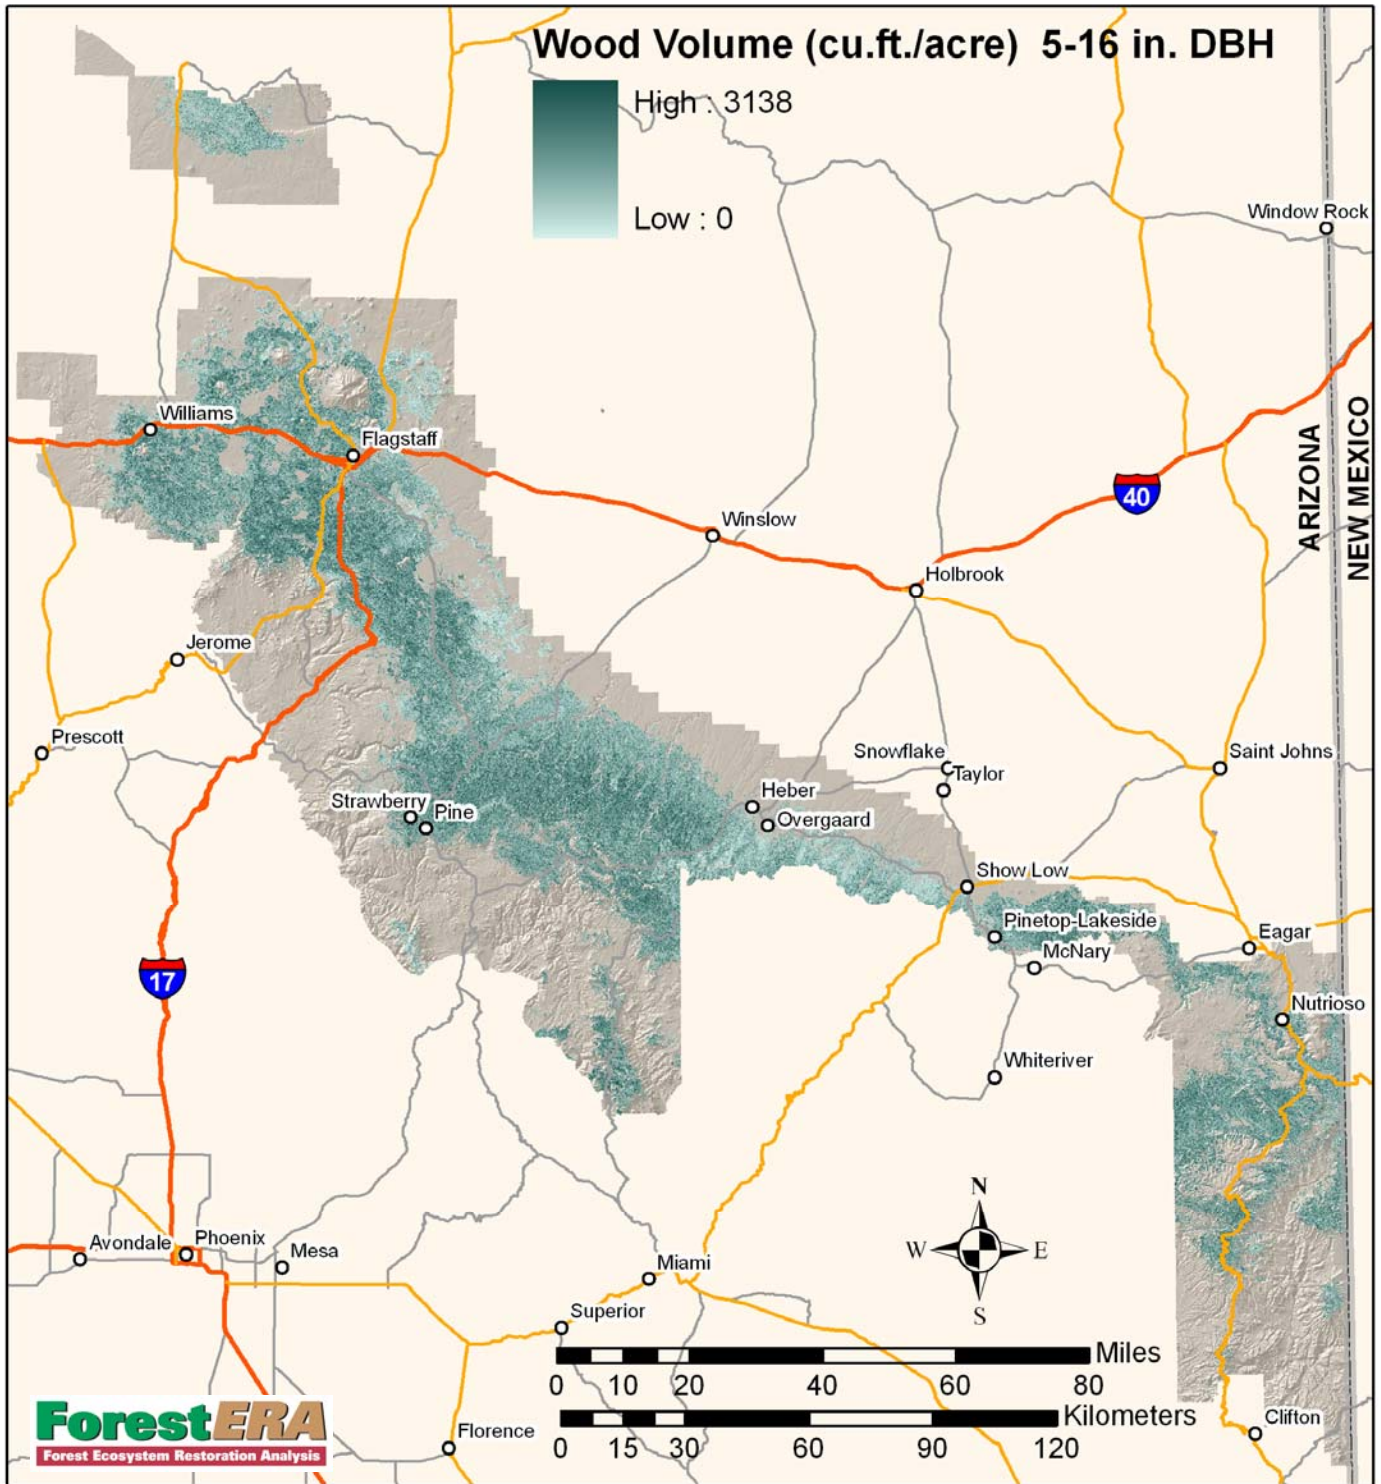 Wood Volume (cu.ft./acre) 5-16 in. DBH
High : 3138
Low : 0
Window Rock
Williams
Flagstaff
ARIZONA
NEW MEXICO
40
Winslow
Holbrook
Jerome
Prescott
Snowflake
Saint Johns
Taylor
Heber
Strawberry
Pine
Overgaard
Show Low
Pinetop-Lakeside
Eagar
McNary
17
Nutrioso
Whiteriver
N
W E
S
Avondale
Phoenix
Mesa
Miami
Superior
Miles
0 10 20 40 60 80
Kilometers
0 15 30 60 90 120
ForestERA
Forest Ecosystem Restoration Analysis
Florence
Clifton